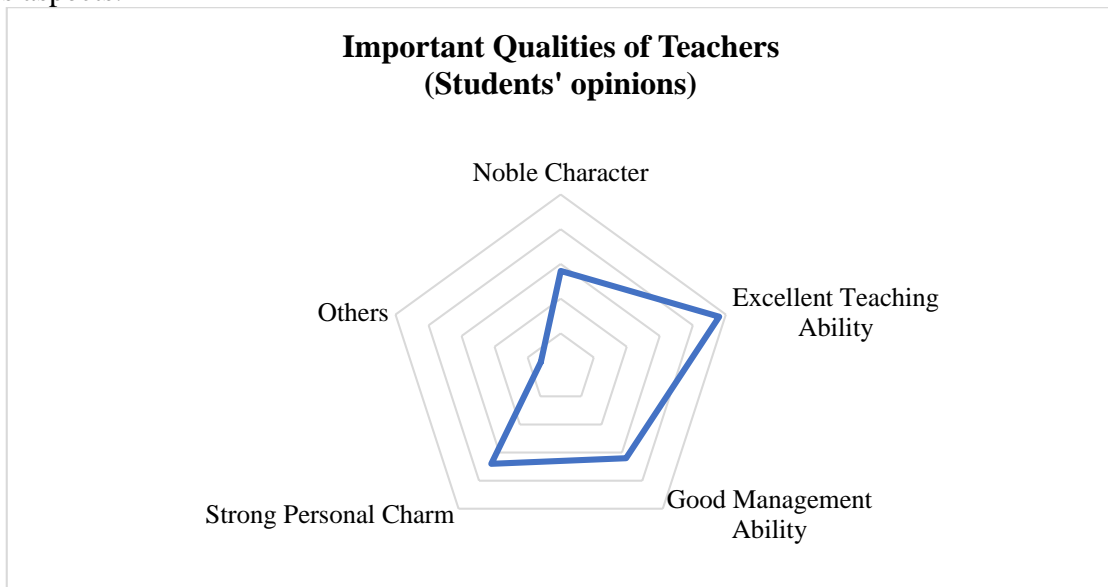 Important Qualities of Teachers
(Students' opinions)
Noble Character
Others
Excellent Teaching
Ability
Strong Personal Charm
Good Management
Ability